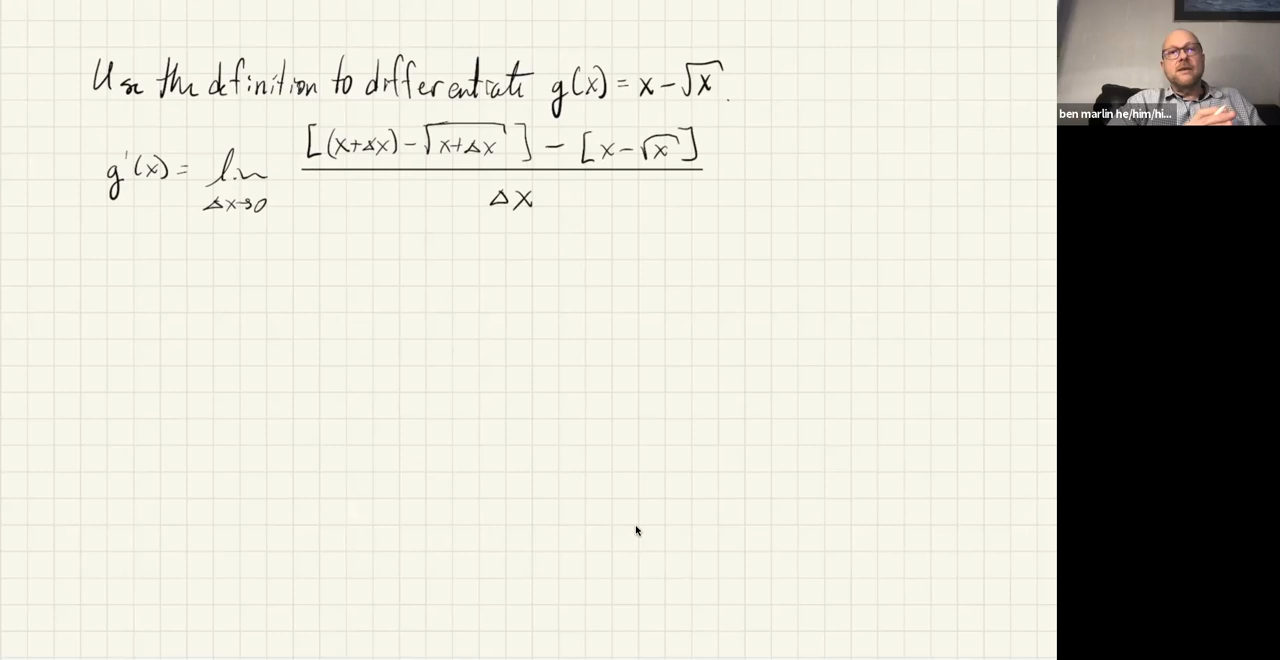 Use the definition to differentiate g(x) = x - √x.
g'(x) = lim Δx→0 [(x+Δx) - √(x+Δx)] - [x - √x] / Δx
ben marlin he/him/hi...